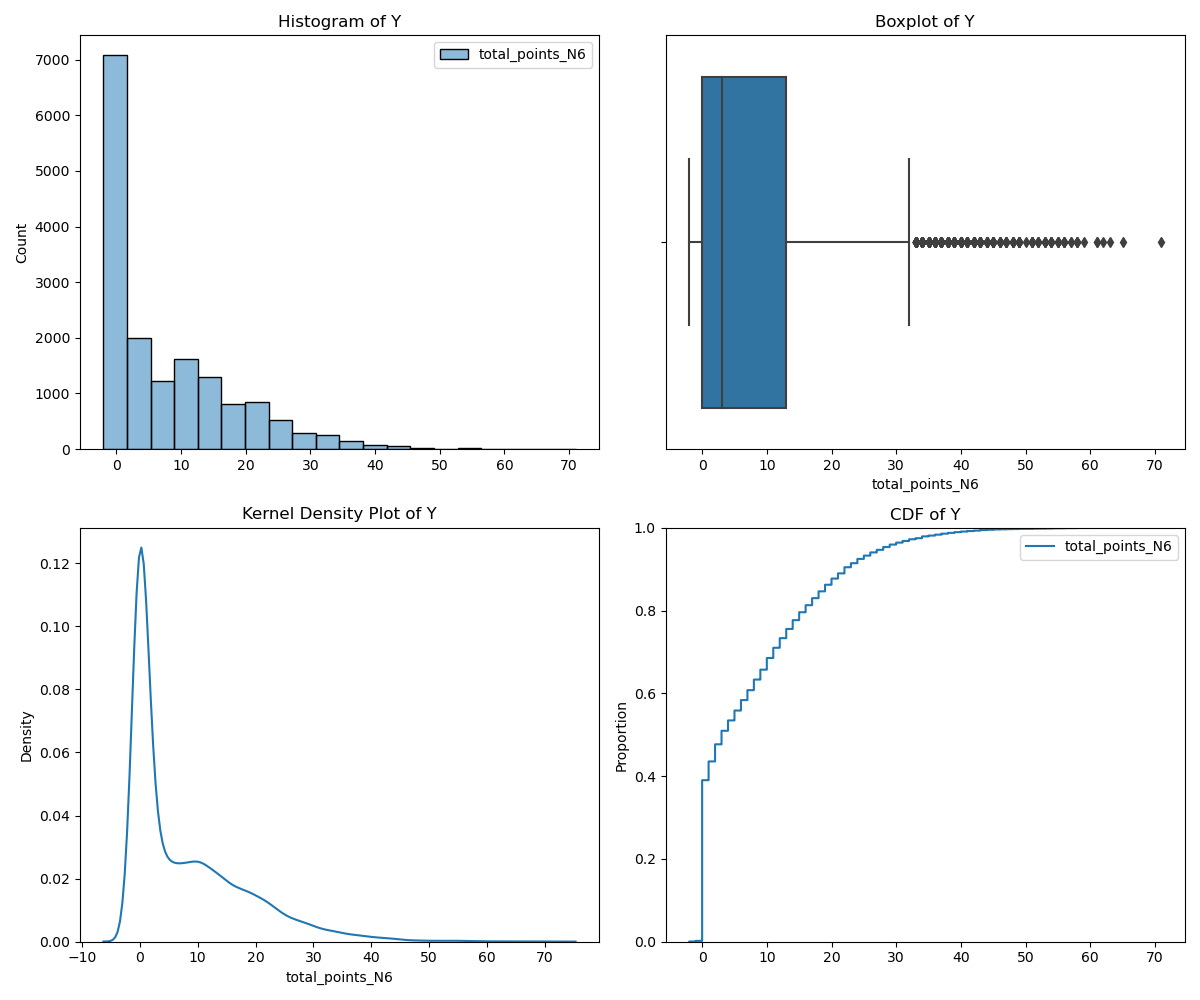 Histogram of Y
total_points_N6
Count
7000
6000
5000
4000
3000
2000
1000
0
0 10 20 30 40 50 60 70
Boxplot of Y
0 10 20 30 40 50 60 70
total_points_N6
Kernel Density Plot of Y
Density
0.12
0.10
0.08
0.06
0.04
0.02
0.00
−10 0 10 20 30 40 50 60 70
total_points_N6
CDF of Y
total_points_N6
Proportion
1.0
0.8
0.6
0.4
0.2
0.0
0 10 20 30 40 50 60 70